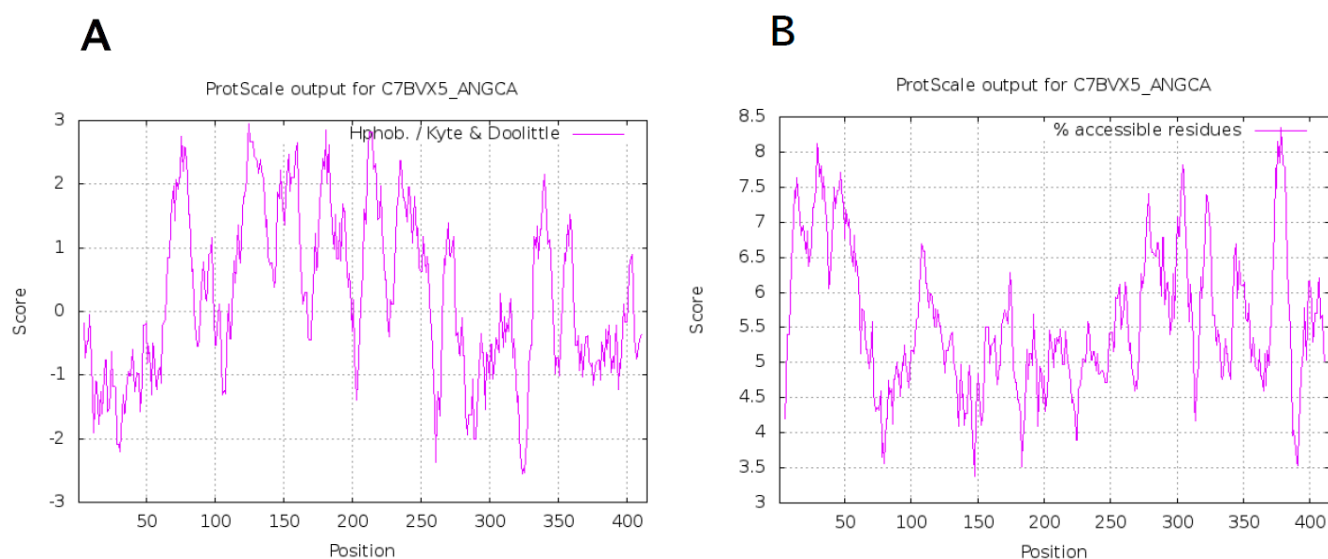 A
ProtScale output for C7BVX5_ANGCA
Hphob. / Kyte & Doolittle
Score
3
2
1
0
-1
-2
-3
50 100 150 200 250 300 350 400
Position
B
ProtScale output for C7BVX5_ANGCA
% accessible residues
Score
8.5
8
7.5
7
6.5
6
5.5
5
4.5
4
3.5
3
50 100 150 200 250 300 350 400
Position